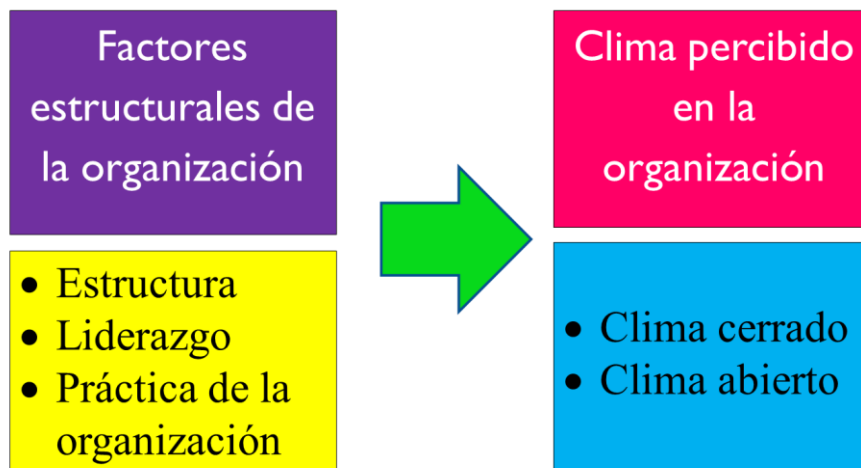 Factores
estructurales de
la organización
• Estructura
• Liderazgo
• Práctica de la
organización
Clima percibido
en la
organización
• Clima cerrado
• Clima abierto